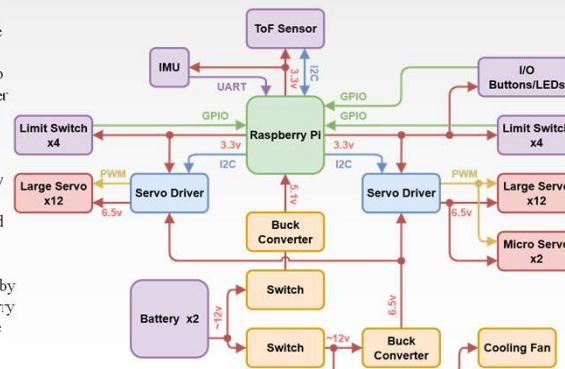 ToF Sensor
IMU
3.3v
I2C
UART
I/O
Buttons/LEDs
GPIO
GPIO
GPIO
Limit Switch
x4
Raspberry Pi
Limit Switch
x4
3.3v
I2C
3.3v
I2C
Large Servo
x12
PWM
6.5v
Servo Driver
5.1v
Servo Driver
PWM
6.5v
Large Servo
x12
Buck
Converter
Micro Servo
x2
by
Battery x2
~12v
Switch
6.5v
Switch
~12v
Buck
Converter
Cooling Fan